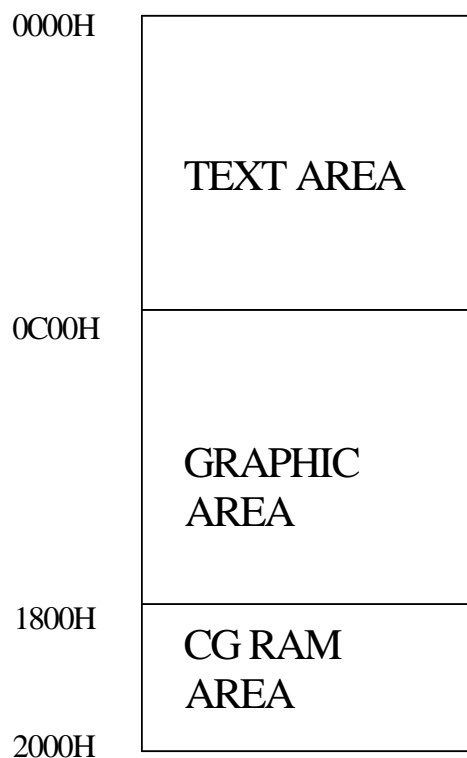 0000H
TEXT AREA
0C00H
GRAPHIC
AREA
1800H
CG RAM
AREA
2000H